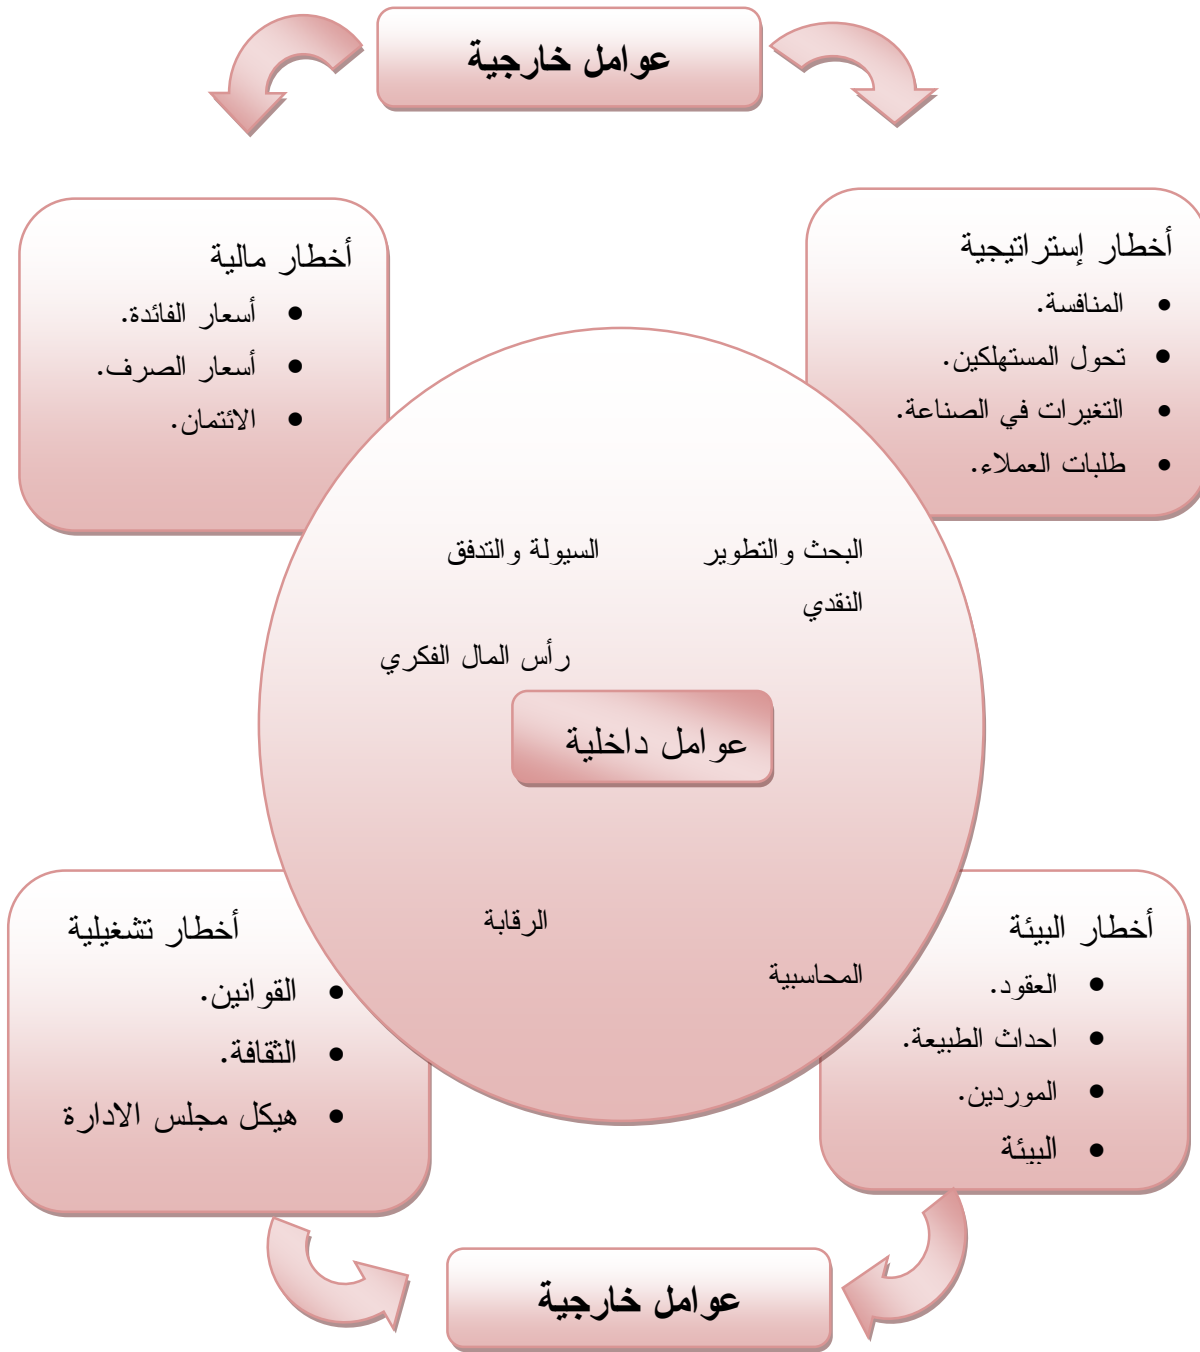 عوامل خارجية
أخطار إستراتيجية
• المنافسة.
• تحول المستهلكين.
• التغيرات في الصناعة.
• طلبات العملاء.
أخطار مالية
• أسعار الفائدة.
• أسعار الصرف.
• الائتمان.
البحث والتطوير السيولة والتدفق
النقدي
رأس المال الفكري
عوامل داخلية
الرقابة
المحاسبية
أخطار البيئة
• العقود.
• احداث الطبيعة.
• الموردين.
• البيئة
أخطار تشغيلية
• القوانين.
• الثقافة.
• هيكل مجلس الادارة
عوامل خارجية